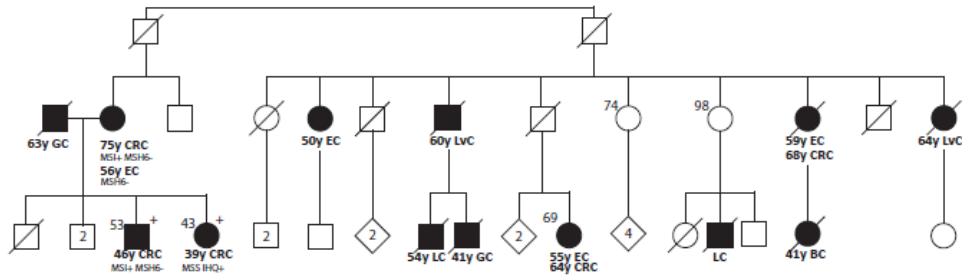 74
98
63y GC
75y CRC
MSI+ MSH6-
56y EC
MSH6-
50y EC
60y LvC
59y EC
68y CRC
64y LvC
2
53
+
43
+
2
2
2
69
4
46y CRC
MSI+ MSH6-
39y CRC
MSS IHQ+
54y LC
41y GC
55y EC
64y CRC
LC
41y BC